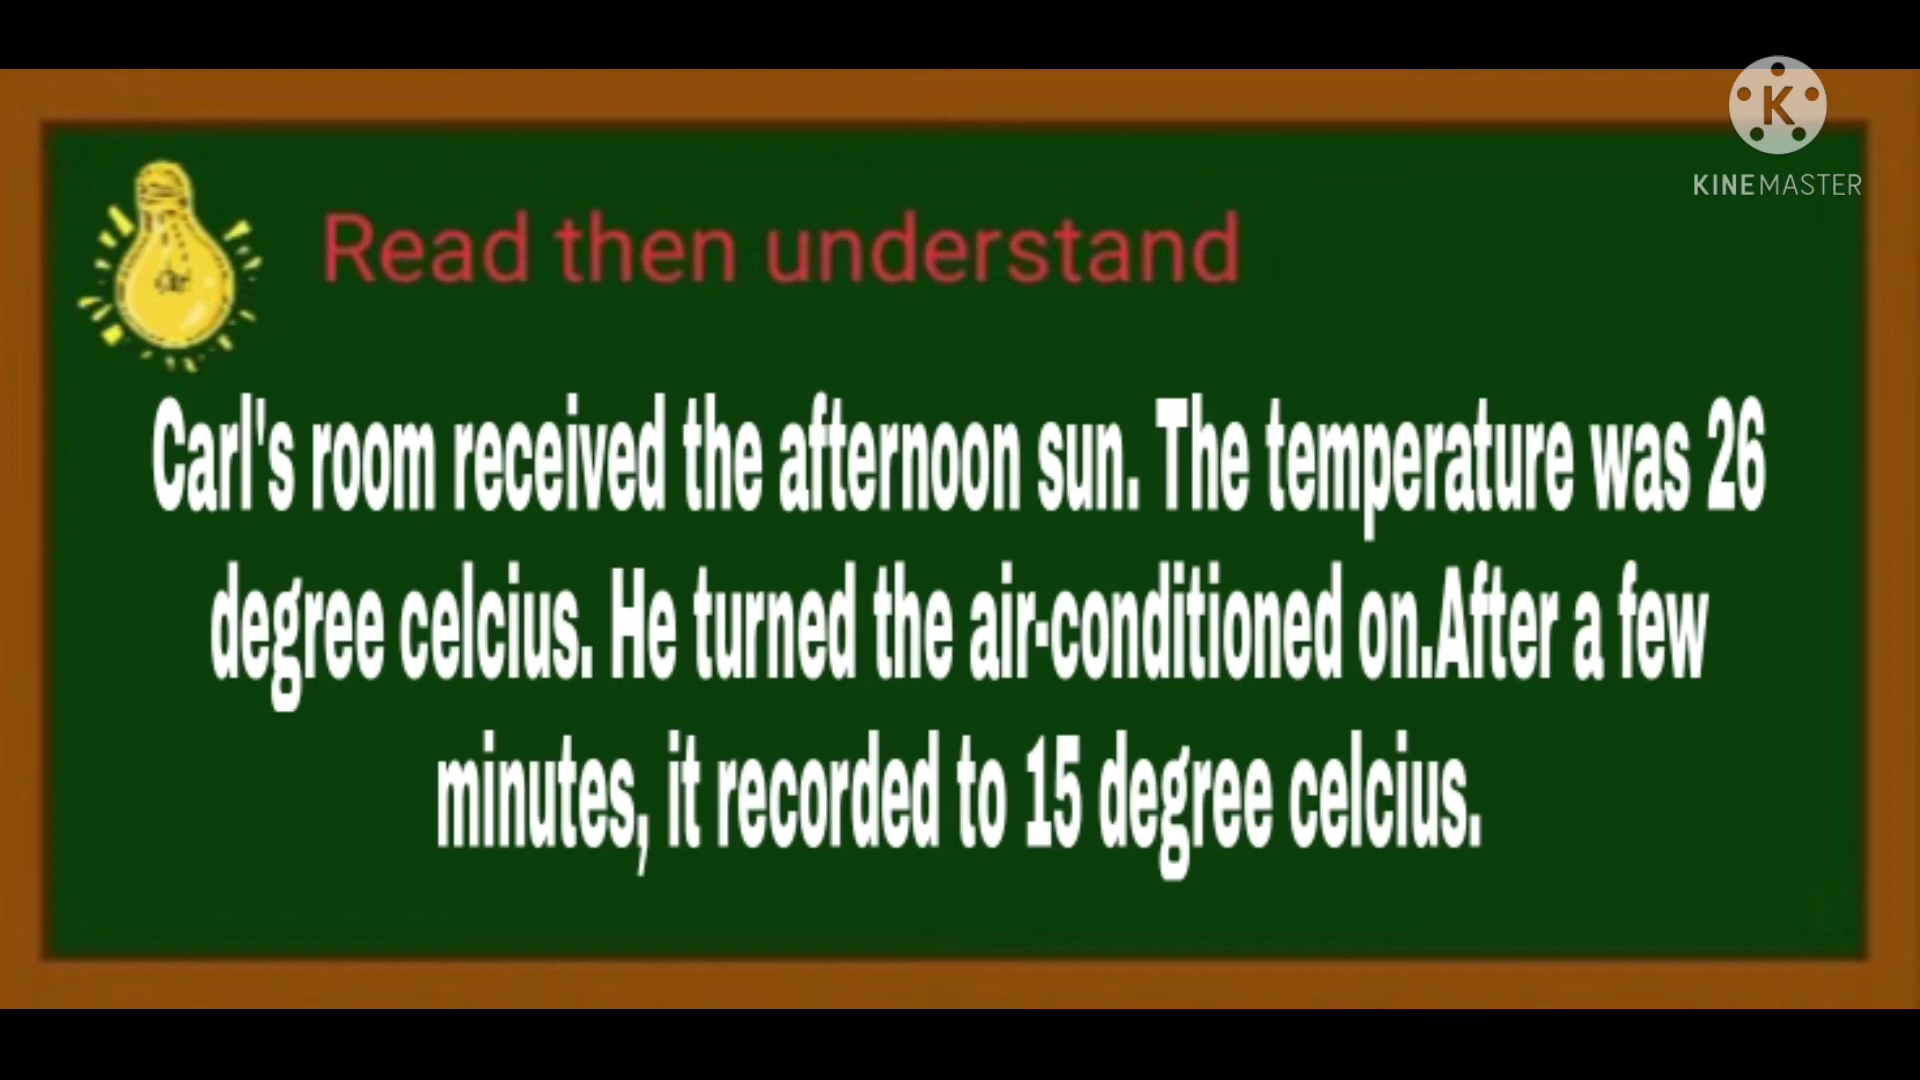 K
KINEMASTER
Read then understand
Carl's room received the afternoon sun. The temperature was 26
degree celcius. He turned the air-conditioned on.After a few
minutes, it recorded to 15 degree celcius.